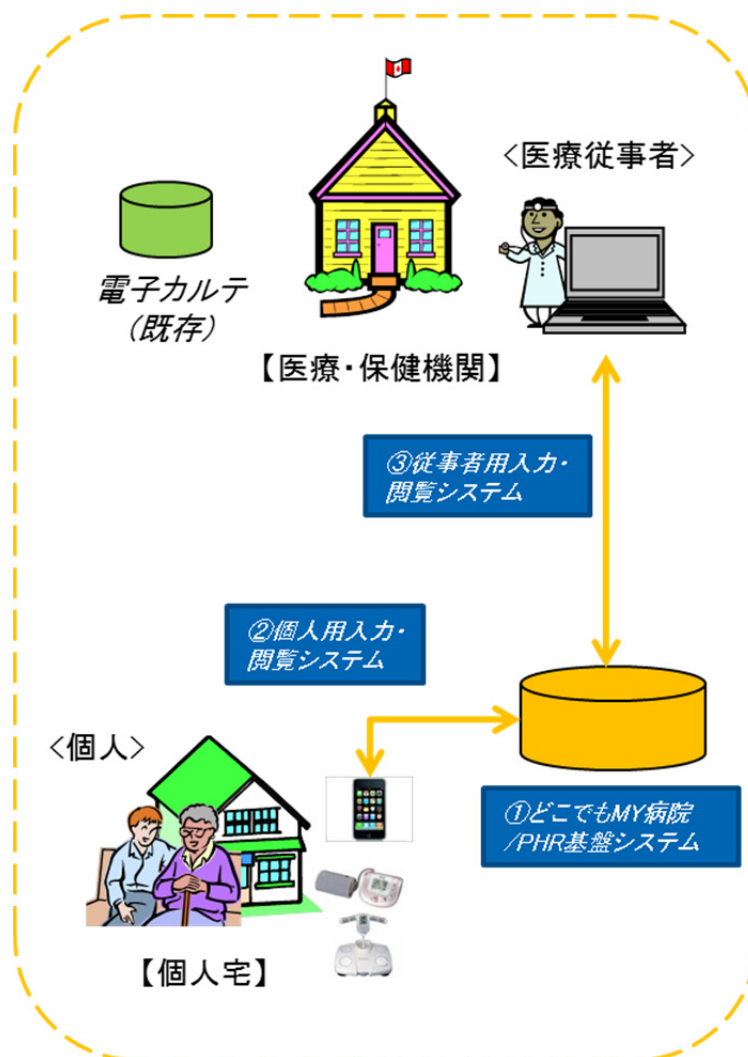 <医療従事者>
電子カルテ
(既存)
【医療・保健機関】
③従事者用入力・
閲覧システム
②個人用入力・
閲覧システム
<個人>
①どこでもMY病院
/PHR基盤システム
【個人宅】